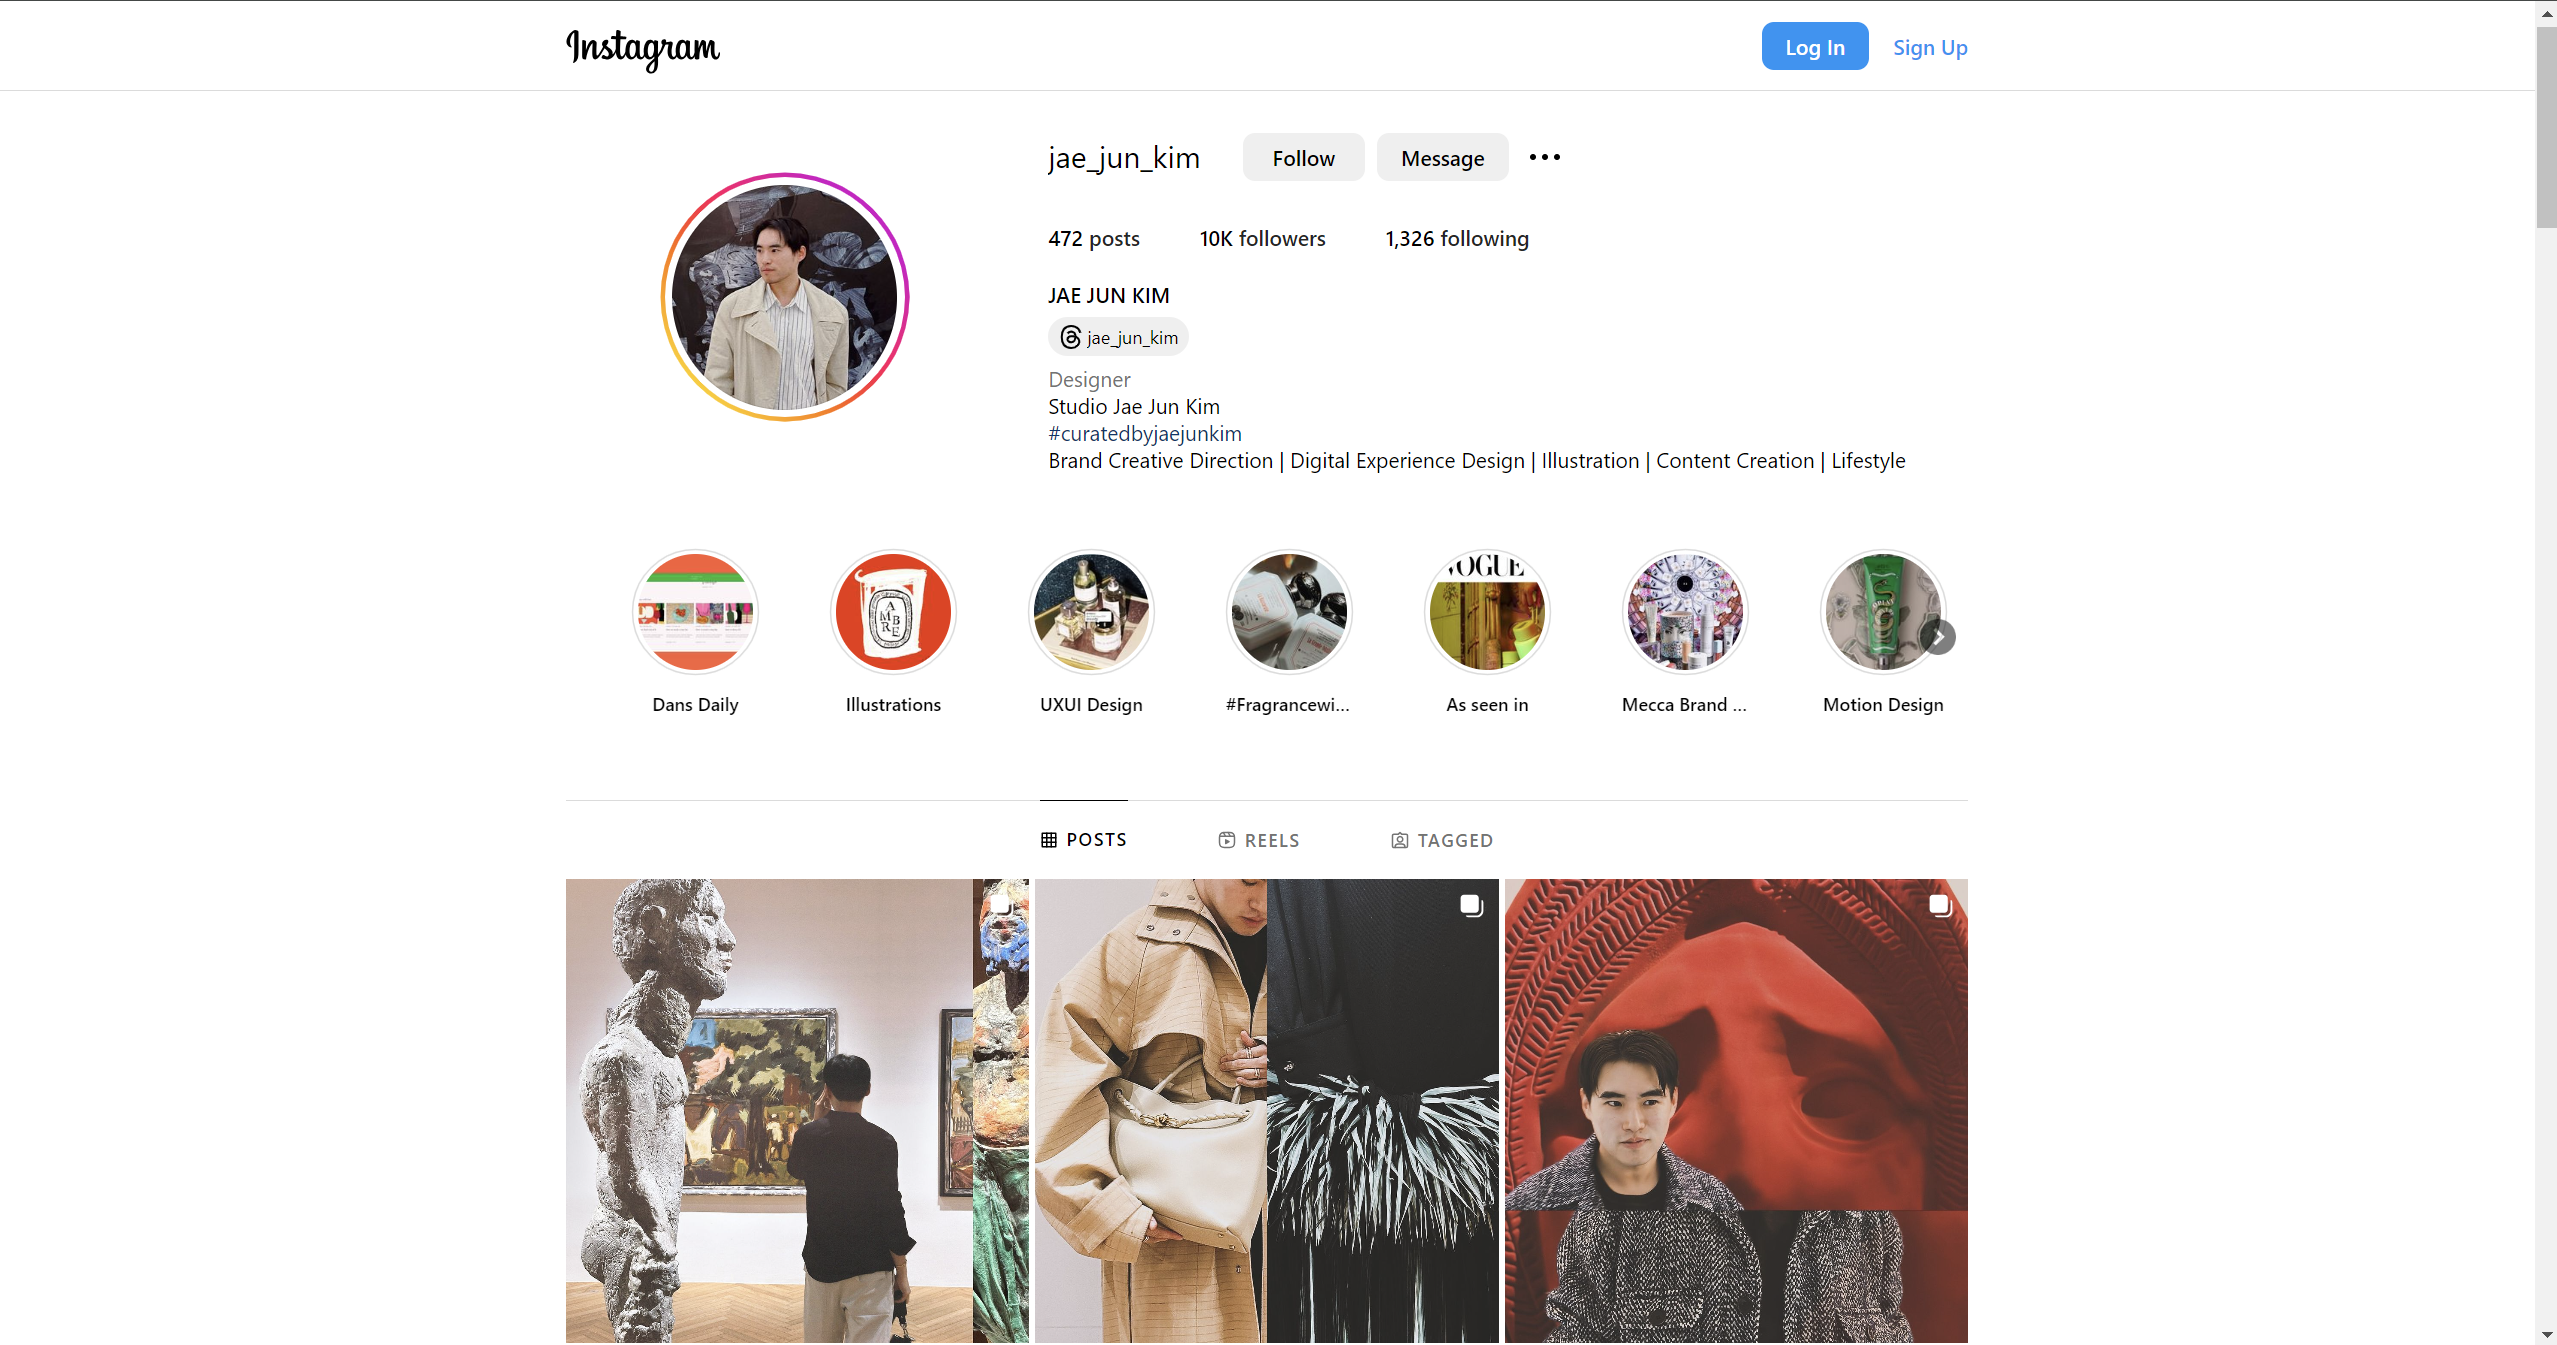 Instagram
Log In
Sign Up
jae_jun_kim
Follow
Message
472 posts
10K followers
1,326 following
JAE JUN KIM
jae_jun_kim
Designer
Studio Jae Jun Kim
#curatedbyjaejunkim
Brand Creative Direction | Digital Experience Design | Illustration | Content Creation | Lifestyle
AMBRE
VOGUE
Dans Daily
Illustrations
UXUI Design
#Fragrancewi...
As seen in
Mecca Brand ...
Motion Design
POSTS
REELS
TAGGED